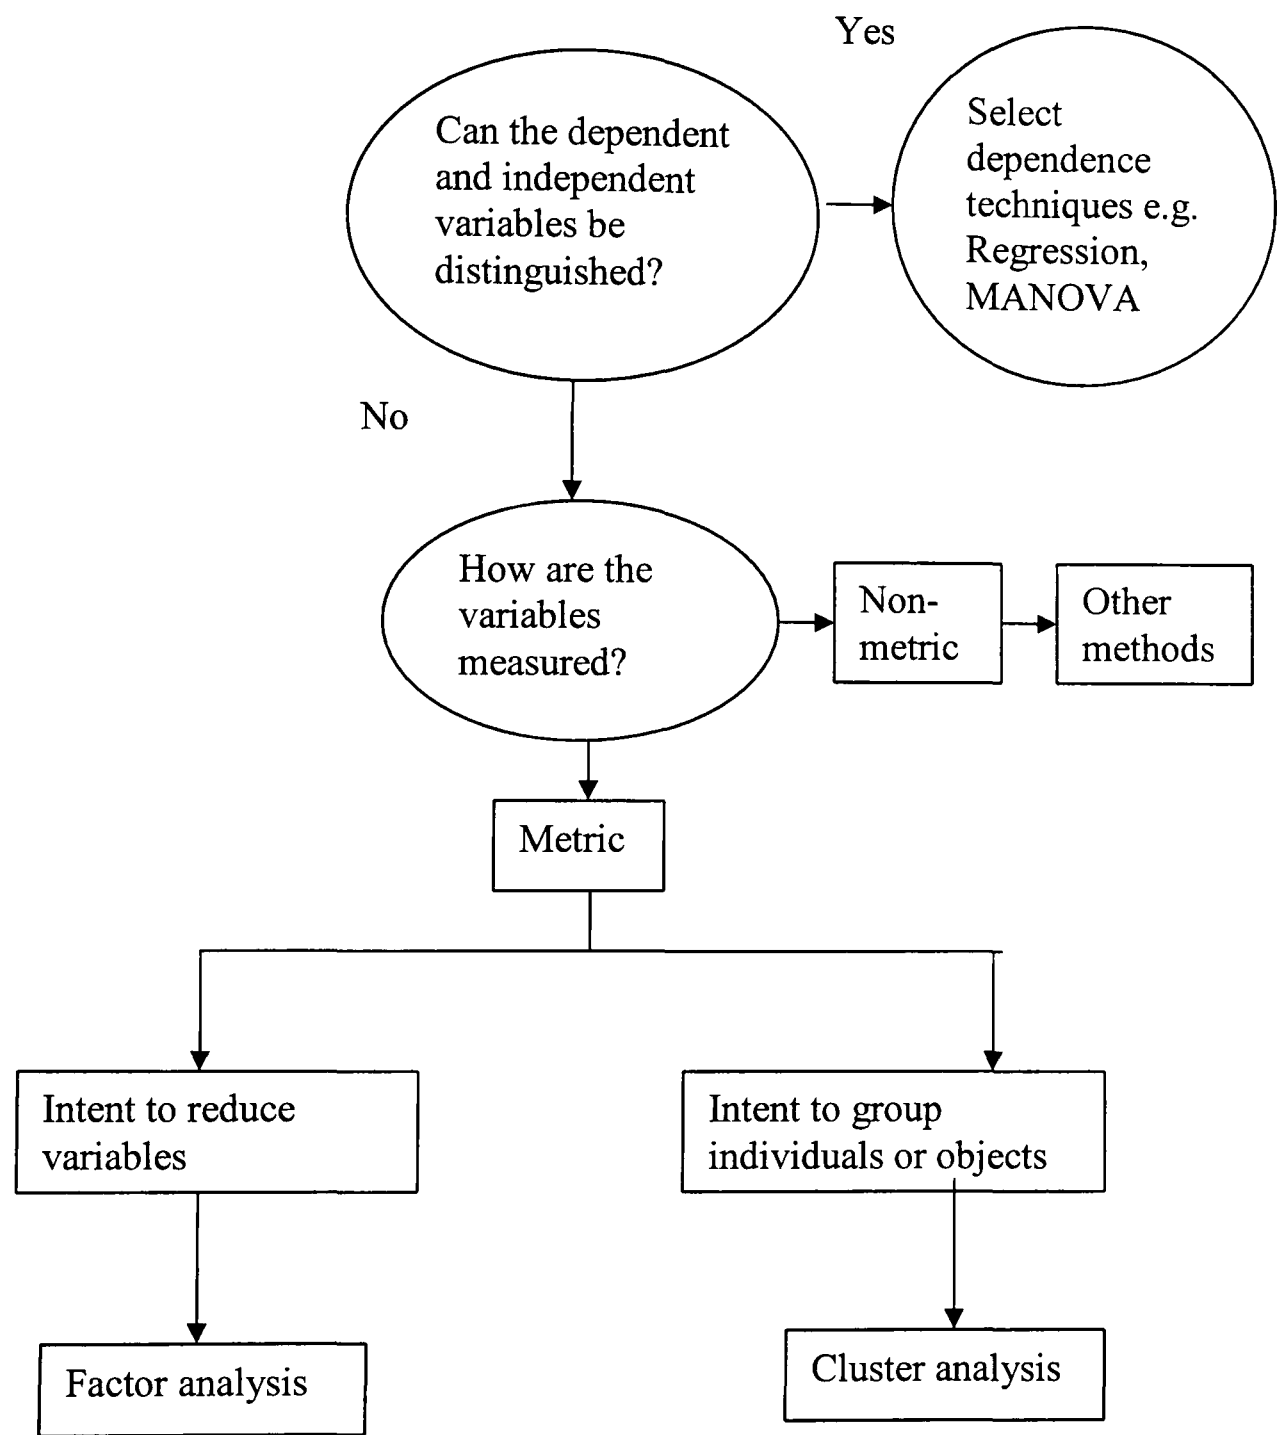 Yes
Can the dependent
and independent
variables be
distinguished?
Select
dependence
techniques e.g.
Regression,
MANOVA
No
How are the
variables
measured?
Non-
metric
Other
methods
Metric
Intent to reduce
variables
Intent to group
individuals or objects
Factor analysis
Cluster analysis